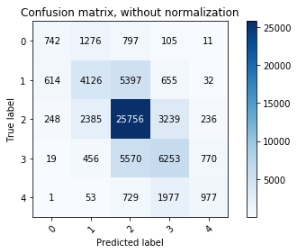 Confusion matrix, without normalization
0 742 1276 797 105 11
1 614 4126 5397 655 32
2 248 2385 25756 3239 236
3 19 456 5570 6253 770
4 1 53 729 1977 977
0 1 2 3 4
True label
Predicted label
25000
20000
15000
10000
5000